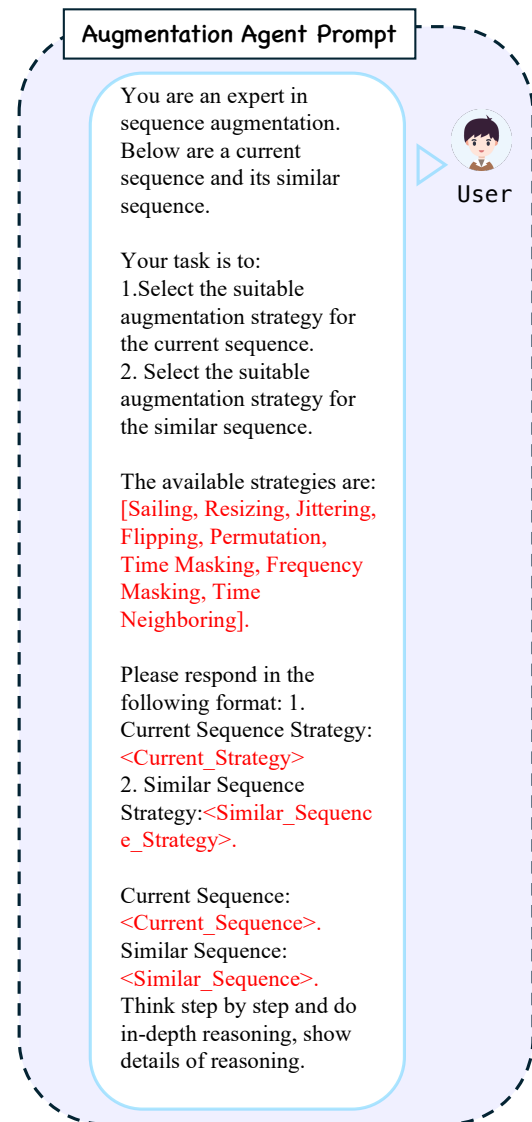 Augmentation Agent Prompt
You are an expert in
sequence augmentation.
Below are a current
sequence and its similar
sequence.
User
Your task is to:
1.Select the suitable
augmentation strategy for
the current sequence.
2. Select the suitable
augmentation strategy for
the similar sequence.
The available strategies are:
[Sailing, Resizing, Jittering,
Flipping, Permutation,
Time Masking, Frequency
Masking, Time
Neighboring].
Please respond in the
following format: 1.
Current Sequence Strategy:
<Current_Strategy>
2. Similar Sequence
Strategy:<Similar_Sequenc
e_Strategy>.
Current Sequence:
<Current_Sequence>.
Similar Sequence:
<Similar_Sequence>.
Think step by step and do
in-depth reasoning, show
details of reasoning.